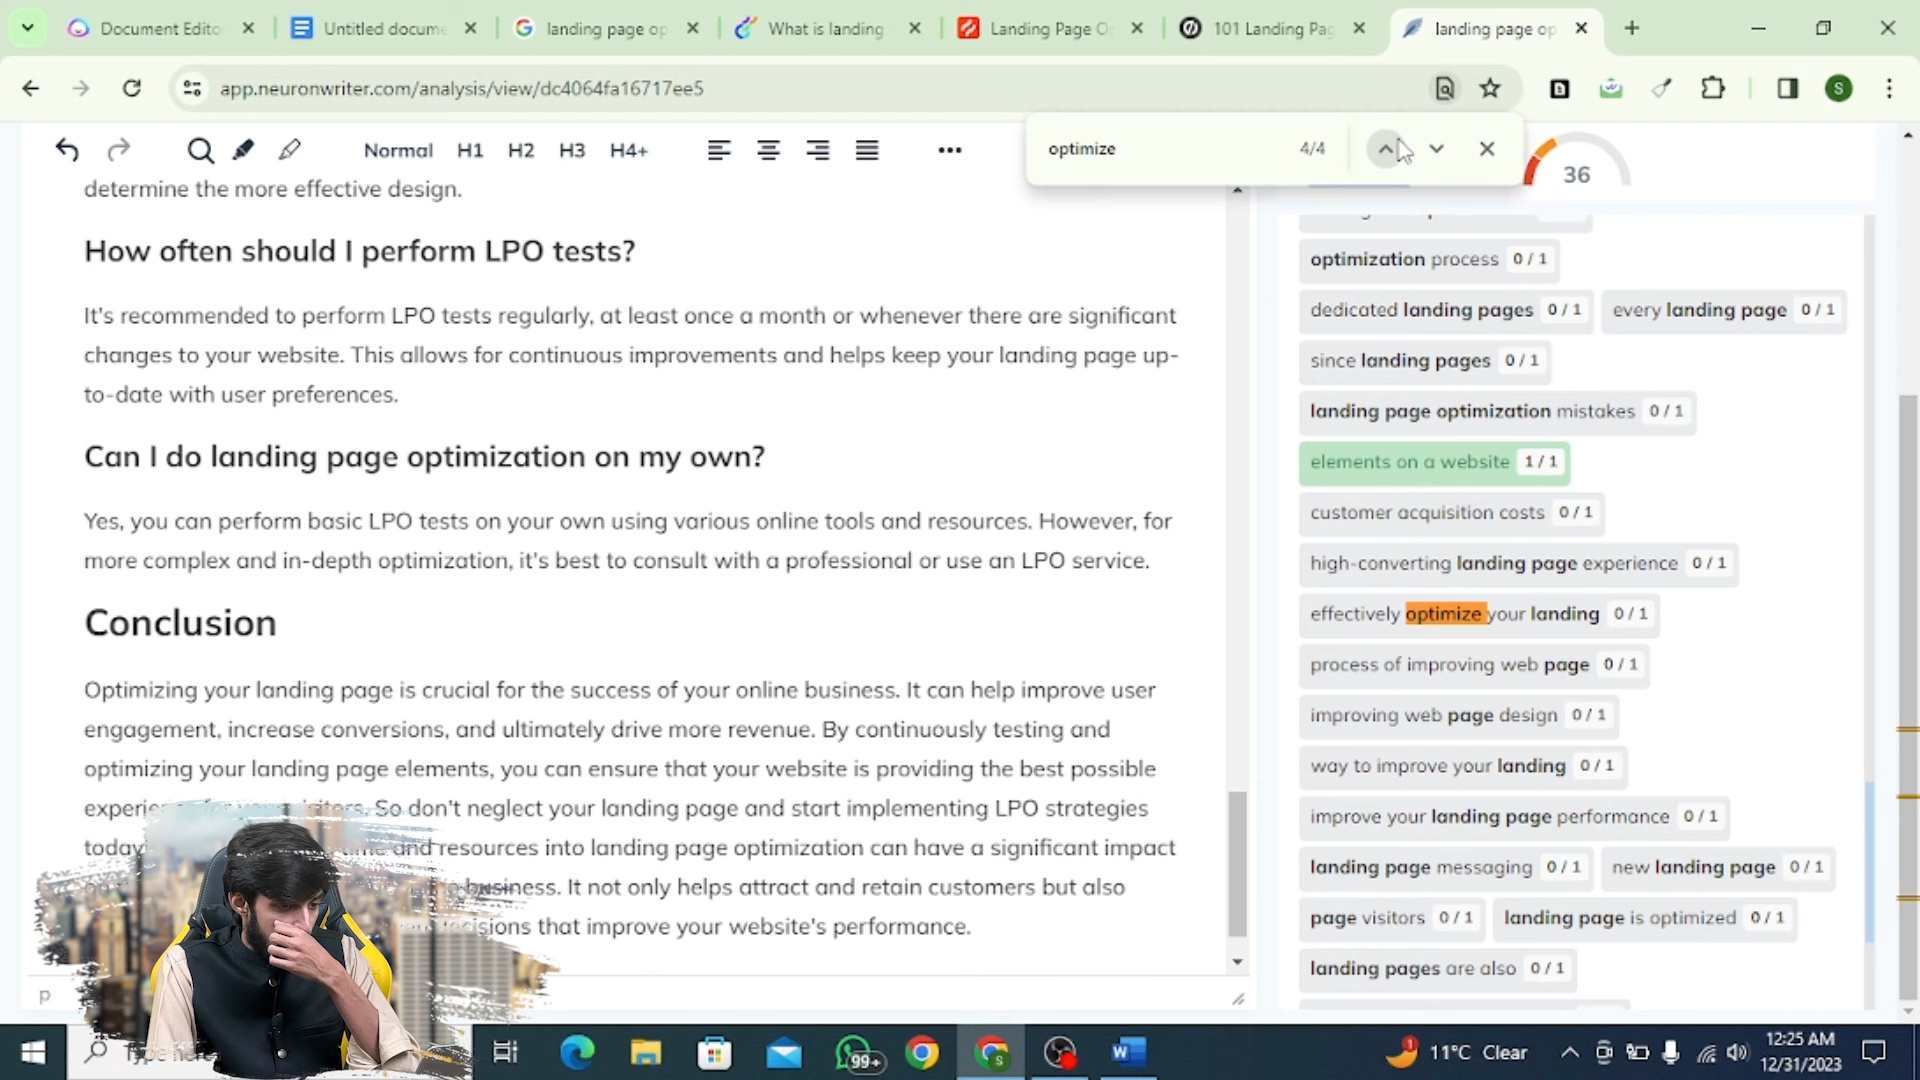 Document Edito
Untitled docume
landing page op
What is landing
Landing Page O
101 Landing Pag
landing page op
app.neuronwriter.com/analysis/view/dc4064fa16717ee5
S
Normal H1 H2 H3 H4+
optimize 4/4
36
determine the more effective design.
How often should I perform LPO tests?
It's recommended to perform LPO tests regularly, at least once a month or whenever there are significant
changes to your website. This allows for continuous improvements and helps keep your landing page up-
to-date with user preferences.
Can I do landing page optimization on my own?
Yes, you can perform basic LPO tests on your own using various online tools and resources. However, for
more complex and in-depth optimization, it's best to consult with a professional or use an LPO service.
Conclusion
Optimizing your landing page is crucial for the success of your online business. It can help improve user
engagement, increase conversions, and ultimately drive more revenue. By continuously testing and
optimizing your landing page elements, you can ensure that your website is providing the best possible
So don't neglect your landing page and start implementing LPO strategies
and resources into landing page optimization can have a significant impact
business. It not only helps attract and retain customers but also
that improve your website's performance.
p
optimization process 0 / 1
dedicated landing pages 0 / 1 every landing page 0 / 1
since landing pages 0 / 1
landing page optimization mistakes 0 / 1
elements on a website 1 / 1
customer acquisition costs 0 / 1
high-converting landing page experience 0 / 1
effectively optimize your landing 0 / 1
process of improving web page 0 / 1
improving web page design 0 / 1
way to improve your landing 0 / 1
improve your landing page performance 0 / 1
landing page messaging 0 / 1 new landing page 0 / 1
page visitors 0 / 1 landing page is optimized 0 / 1
landing pages are also 0 / 1
99+
S
1
11°C Clear
12:25 AM
12/31/2023